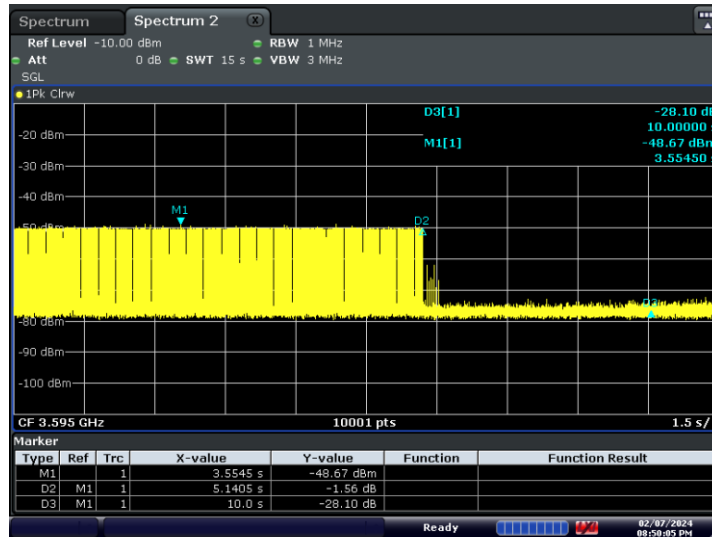 Spectrum Spectrum 2 X
Ref Level -10.00 dBm RBW 1 MHz
Att 0 dB SWT 15 s VBW 3 MHz
SGL
1Pk Clrw
D3[1] -28.10 dB
10.00000 s
-20 dBm
M1[1] -48.67 dBm
3.55450 s
-30 dBm
-40 dBm
M1
-50 dBm
D2
D3
-80 dBm
-90 dBm
-100 dBm
CF 3.595 GHz 10001 pts 1.5 s/
Marker
Type Ref Trc X-value Y-value Function Function Result
M1 1 3.5545 s -48.67 dBm
D2 M1 1 5.1405 s -1.56 dB
D3 M1 1 10.0 s -28.10 dB
Ready 02/07/2024
08:50:05 PM